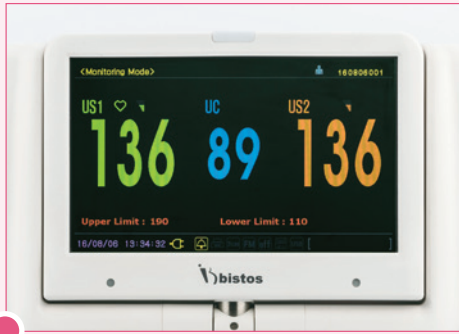 <Monitoring Mode> 160806001
US1 UC US2
136 89 136
Upper Limit : 190 Lower Limit : 110
16/08/06 13:34:32 [ ]
bistos